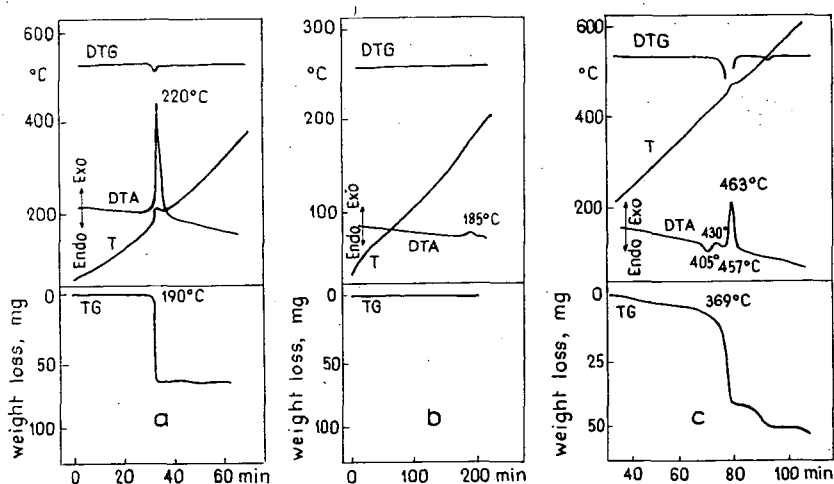 600
DTG
°C
220°C
400
Exo
DTA
200
Endo
T
0
TG
190°C
50
100
weight loss, mg
a
0 20 40 60 min
300
DTG
°C
200
Exo
185°C
100
DTA
Endo
T
0
TG
50
100
weight loss, mg
b
0 100 200 min
600
DTG
°C
T
400
463°C
Exo
200
DTA
430°
Endo
405° 457°C
0
369°C
TG
25
50
weight loss, mg
c
40 60 80 100 min